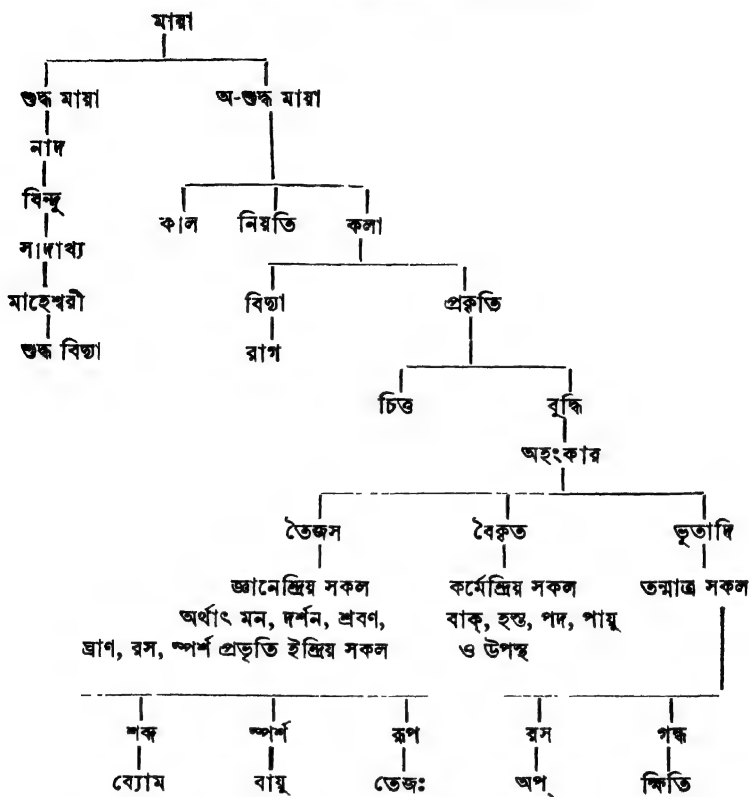 মায়া
শুদ্ধ মায়া অ-শুদ্ধ মায়া
নাদ
বিন্দু
কাল নিয়তি কলা
সাদাখ্য
মাহেশ্বরী বিদ্যা প্রকৃতি
শুদ্ধ বিদ্যা রাগ
চিত্ত বুদ্ধি
অহংকার
তৈজস বৈকৃত ভূতাদি
জ্ঞানেন্দ্রিয় সকল কর্মেন্দ্রিয় সকল তন্মাত্র সকল
অর্থাৎ মন, দর্শন, শ্রবণ, বাক্, হস্ত, পদ, পায়ু
ঘ্রাণ, রস, স্পর্শ প্রভৃতি ইন্দ্রিয় সকল ও উপস্থ
শব্দ স্পর্শ রূপ রস গন্ধ
ব্যোম বায়ু তেজঃ অপ্ ক্ষিতি